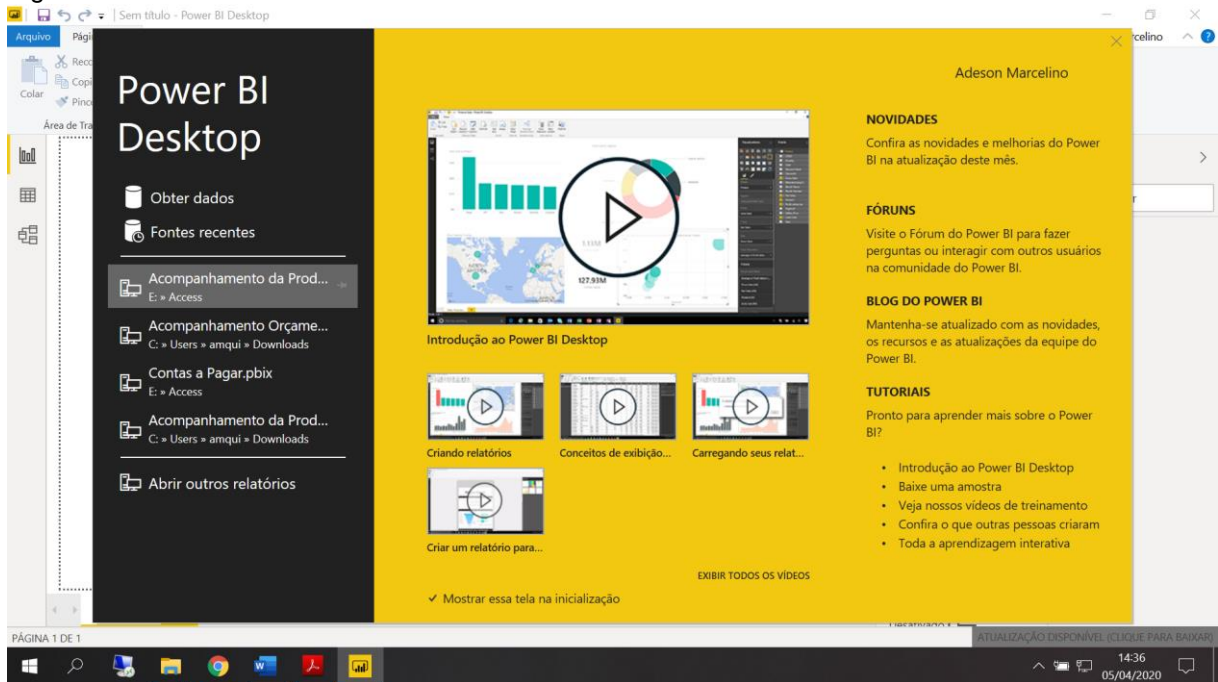 Sem título - Power BI Desktop
Arquivo
Colar
PÁGINA 1 DE 1
Power BI
Desktop
Obter dados
Fontes recentes
Acompanhamento da Prod...
E: » Access
Acompanhamento Orçame...
C: » Users » amqui » Downloads
Contas a Pagar.pbix
E: » Access
Acompanhamento da Prod...
C: » Users » amqui » Downloads
Abrir outros relatórios
127.93M
Introdução ao Power BI Desktop
Criando relatórios
Conceitos de exibição...
Carregando seus relat...
Criar um relatório para...
EXIBIR TODOS OS VÍDEOS
Mostrar essa tela na inicialização
Adeson Marcelino
NOVIDADES
Confira as novidades e melhorias do Power
BI na atualização deste mês.
FÓRUNS
Visite o Fórum do Power BI para fazer
perguntas ou interagir com outros usuários
na comunidade do Power BI.
BLOG DO POWER BI
Mantenha-se atualizado com as novidades,
os recursos e as atualizações da equipe do
Power BI.
TUTORIAIS
Pronto para aprender mais sobre o Power
BI?
• Introdução ao Power BI Desktop
• Baixe uma amostra
• Veja nossos vídeos de treinamento
• Confira o que outras pessoas criaram
• Toda a aprendizagem interativa
ATUALIZAÇÃO DISPONÍVEL (CLIQUE PARA BAIXAR)
14:36
05/04/2020